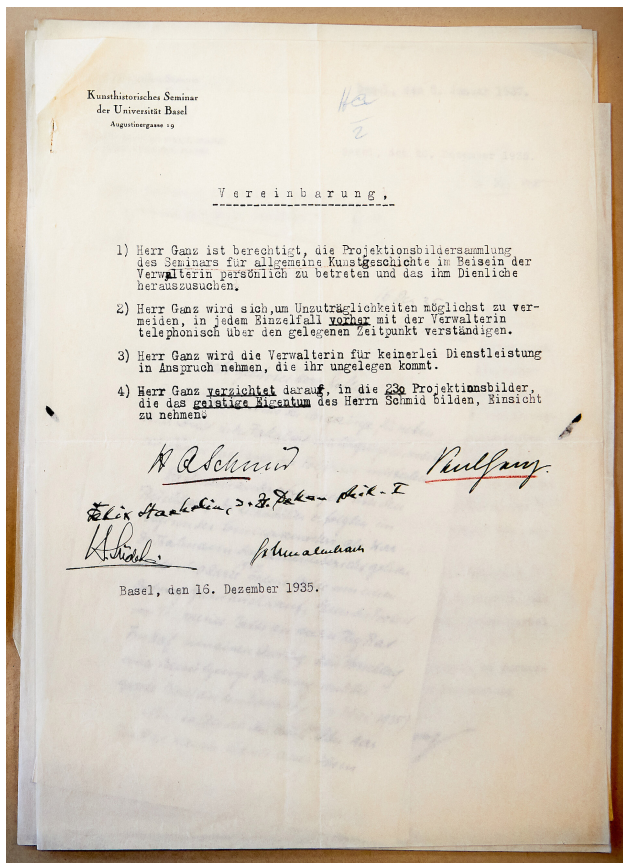 Kunsthistorisches Seminar
der Universität Basel
Augustinergasse 19
Vereinbarung,
1) Herr Ganz ist berechtigt, die Projektionsbildersammlung
des Seminars für allgemeine Kunstgeschichte im Beisein der
Verwalterin persönlich zu betreten und das ihm Dienliche
herauszusuchen.
2) Herr Ganz wird sich,um Unzuträglichkeiten möglichst zu ver-
meiden, in jedem Einzelfall vorher mit der Verwalterin
telephonisch über den gelegenen Zeitpunkt verständigen.
3) Herr Ganz wird die Verwalterin für keinerlei Dienstleistung
in Anspruch nehmen, die ihr ungelegen kommt.
4) Herr Ganz verzichtet darauf, in die 23o Projektionsbilder,
die das geistige Eigentum des Herrn Schmid bilden, Einsicht
zu nehmen.
H A Schmid
Paul Ganz.
Felix Staehelin, z. Zt. Dekan
Basel, den 16. Dezember 1935.